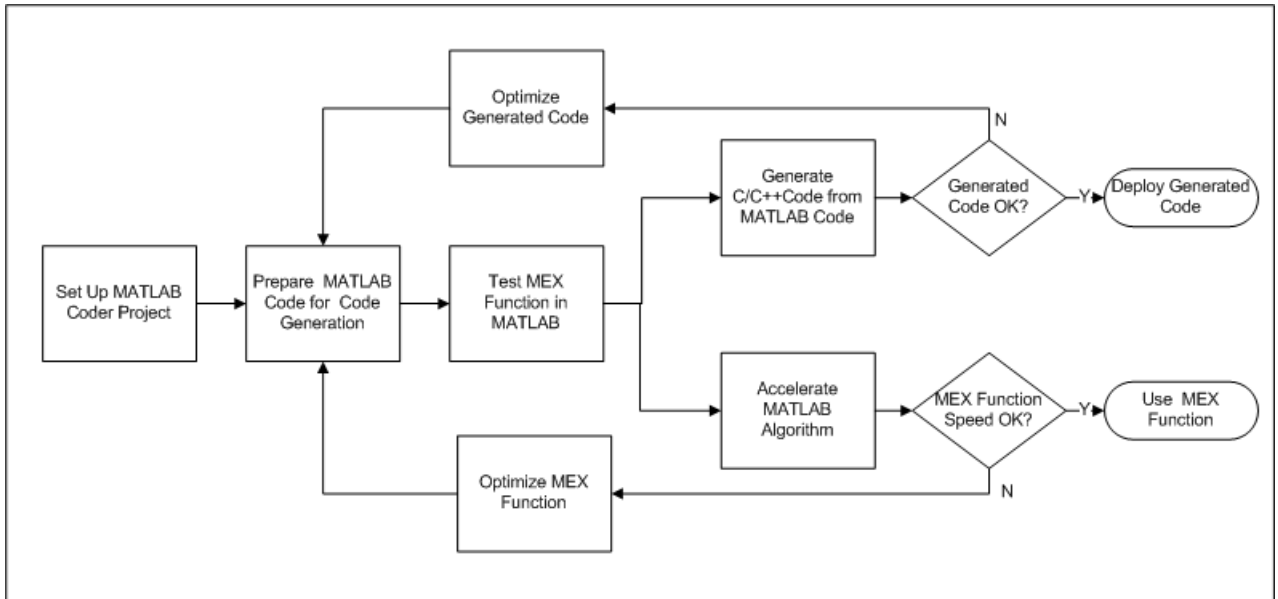 Optimize
Generated Code
N
Generate
C/C++Code from
MATLAB Code
Generated
Code OK?
Y
Deploy Generated
Code
Set Up MATLAB
Coder Project
Prepare MATLAB
Code for Code
Generation
Test MEX
Function in
MATLAB
Accelerate
MATLAB
Algorithm
MEX Function
Speed OK?
Y
Use MEX
Function
Optimize MEX
Function
N